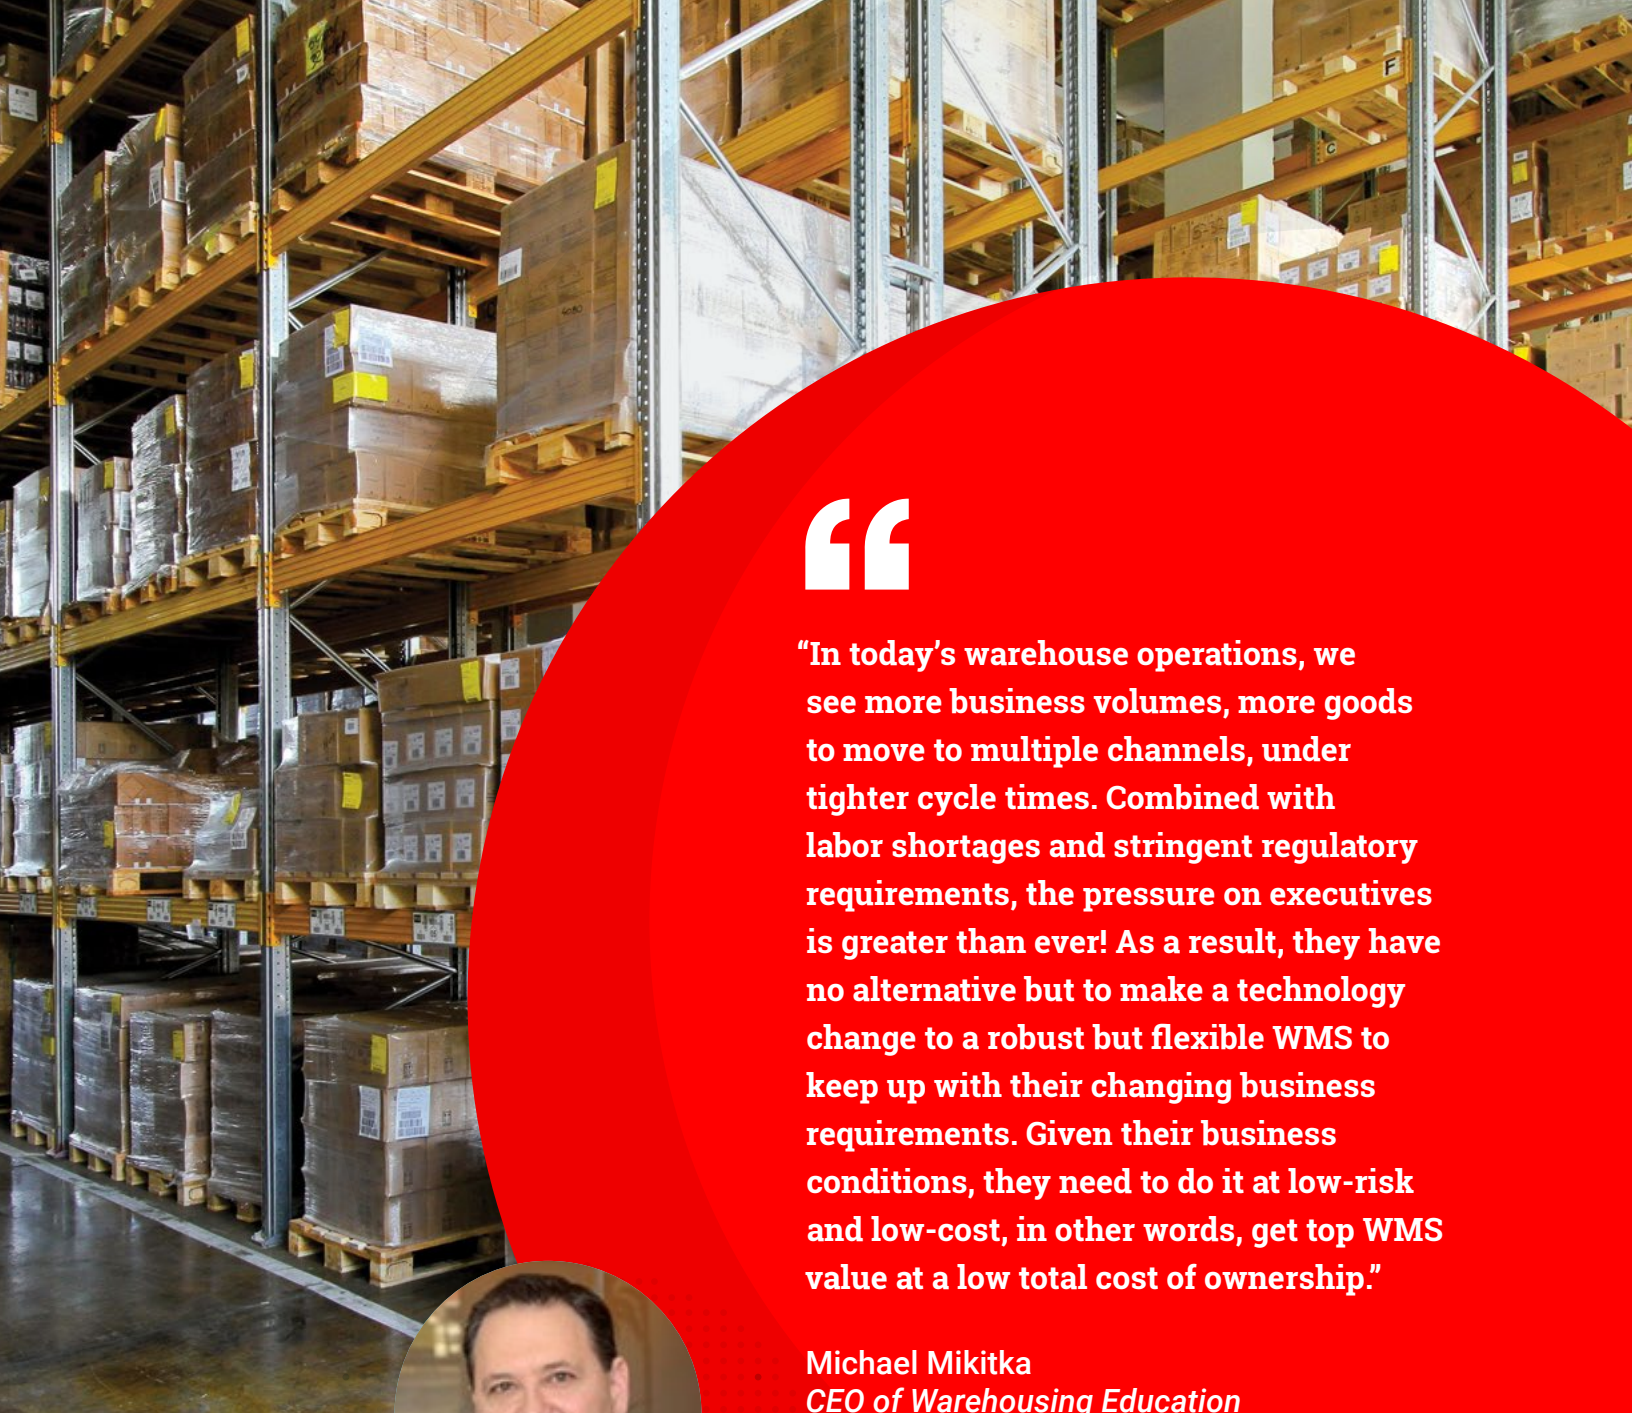 F
C
“In today’s warehouse operations, we
see more business volumes, more goods
to move to multiple channels, under
tighter cycle times. Combined with
labor shortages and stringent regulatory
requirements, the pressure on executives
is greater than ever! As a result, they have
no alternative but to make a technology
change to a robust but flexible WMS to
keep up with their changing business
requirements. Given their business
conditions, they need to do it at low-risk
and low-cost, in other words, get top WMS
value at a low total cost of ownership.”
Michael Mikitka
CEO of Warehousing Education